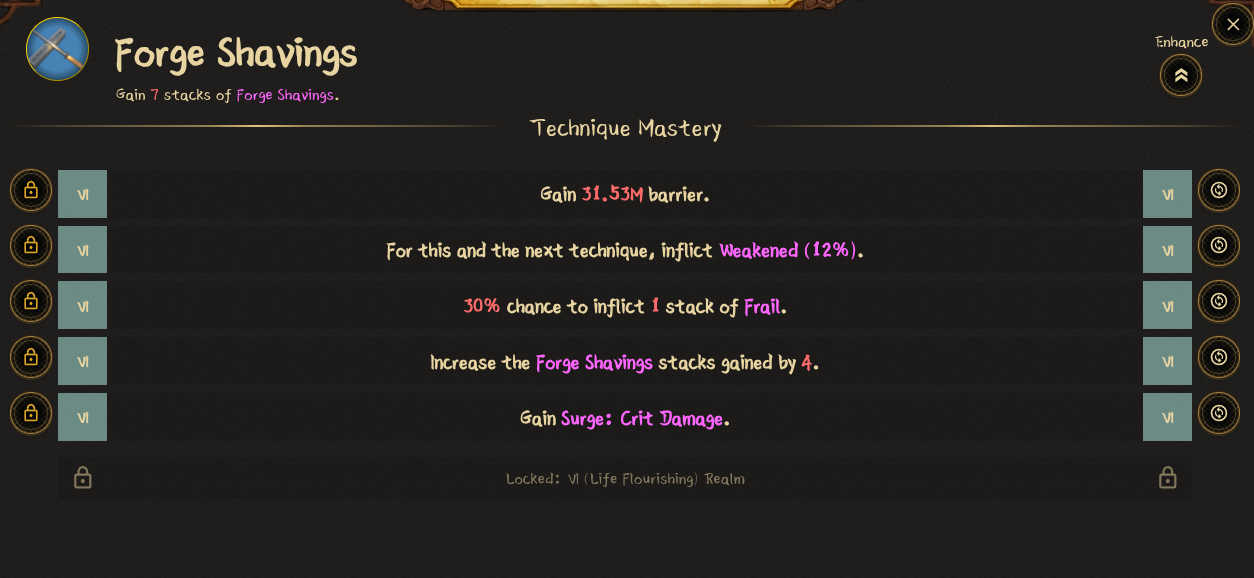 Forge Shavings
Enhance
Gain 7 stacks of Forge Shavings.
Technique Mastery
VI Gain 31.53M barrier. VI
VI For this and the next technique, inflict Weakened (12%). VI
VI 30% chance to inflict 1 stack of Frail. VI
VI Increase the Forge Shavings stacks gained by 4. VI
VI Gain Surge: Crit Damage. VI
Locked: VI (Life Flourishing) Realm